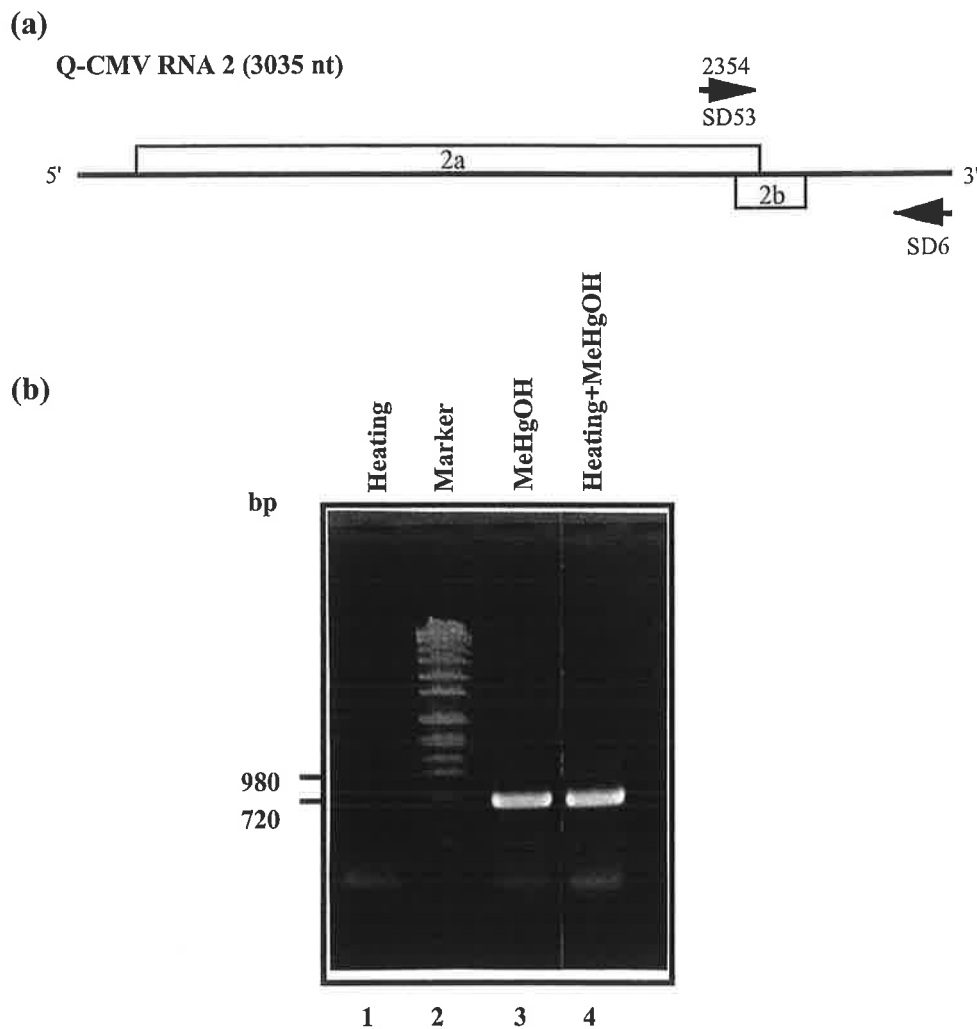 (a)
Q-CMV RNA 2 (3035 nt)
2354
SD53
2a
5'
3'
2b
SD6
(b)
Heating
Marker
MeHgOH
Heating+MeHgOH
bp
980
720
1 2 3 4